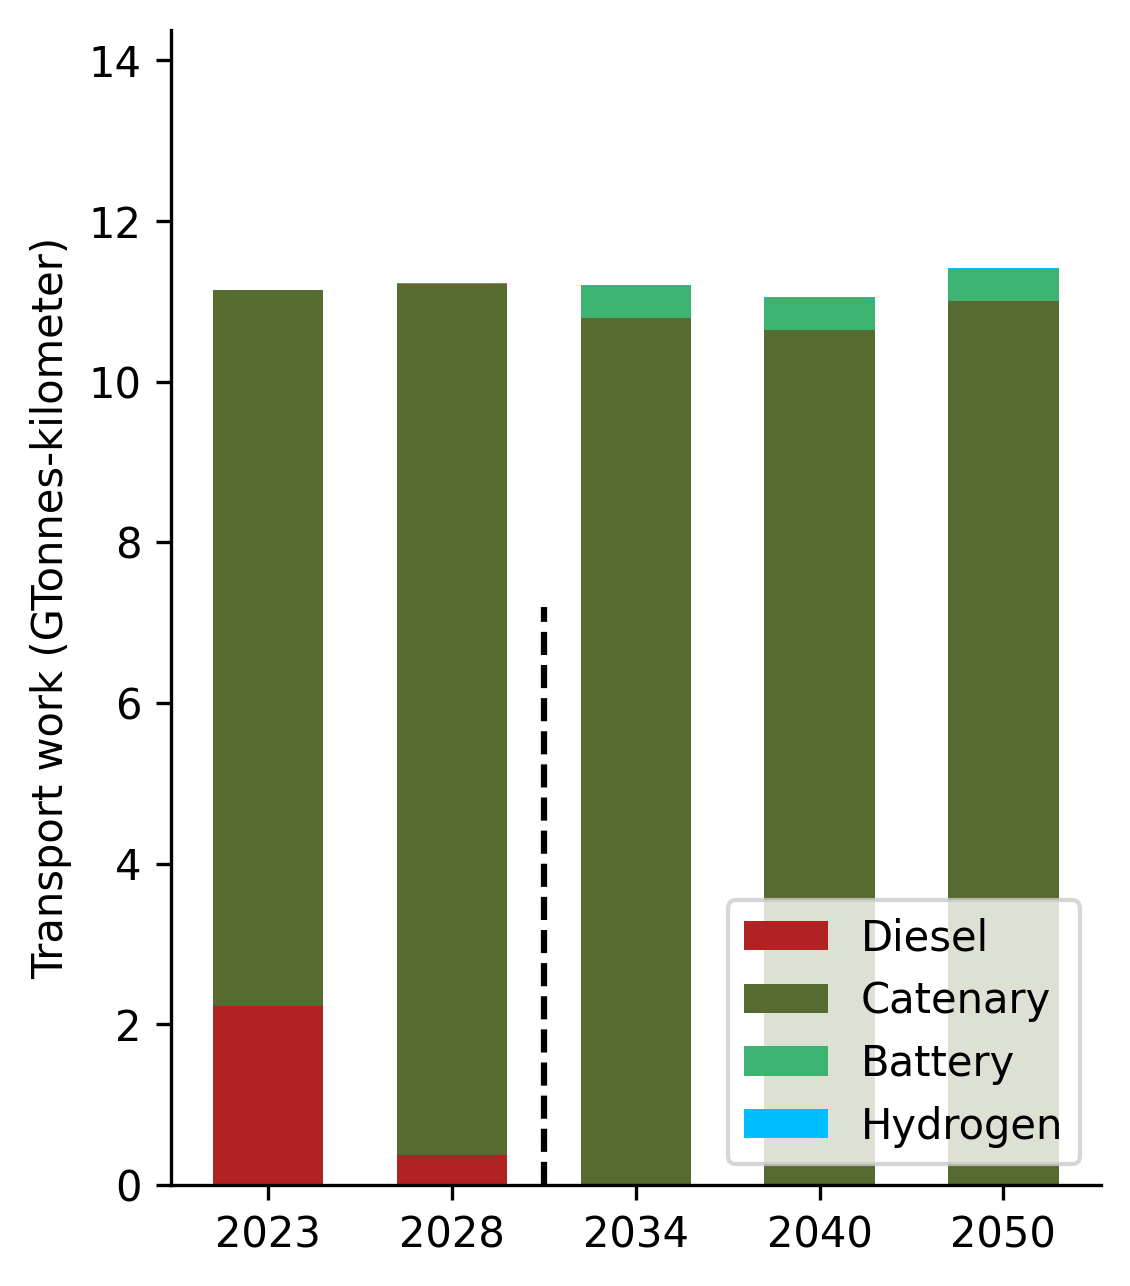 Transport work (GTonnes-kilometer)
14
12
10
8
6
4
2
0
2023 2028 2034 2040 2050
Diesel
Catenary
Battery
Hydrogen